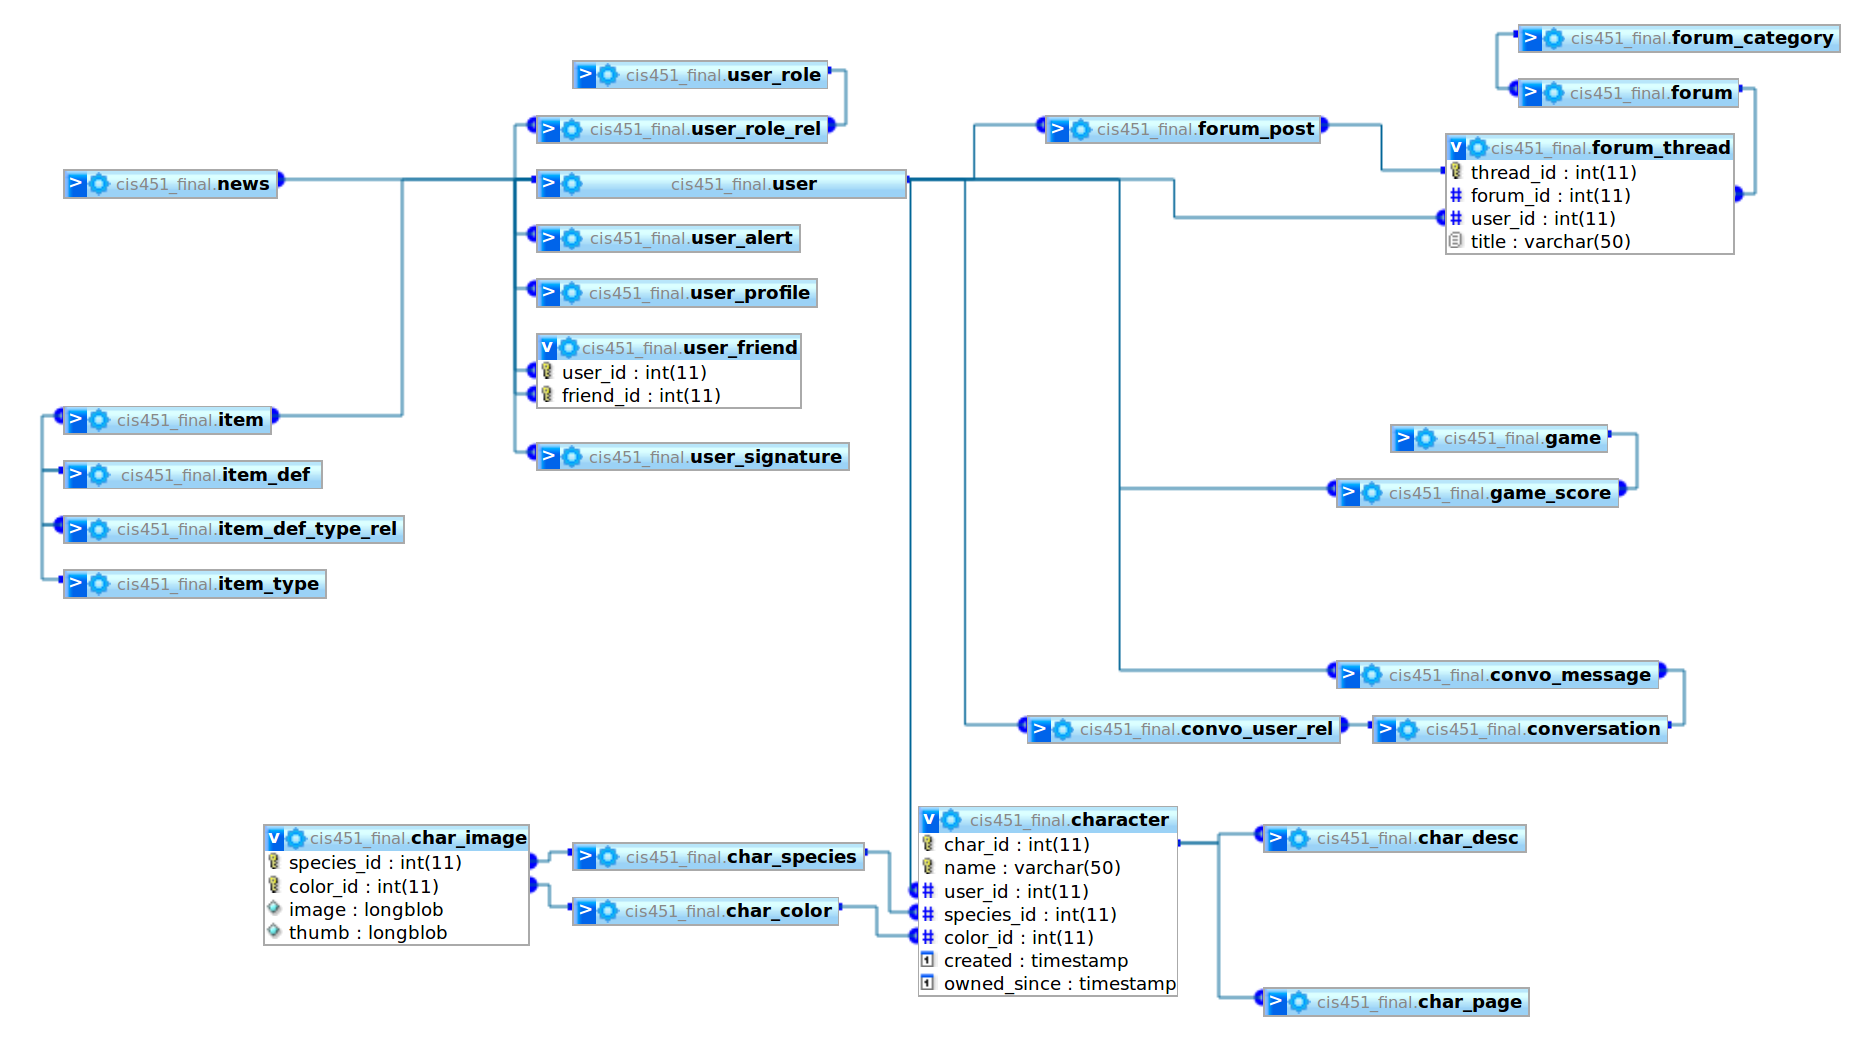 cis451_final.forum_category
cis451_final.user_role
cis451_final.forum
cis451_final.user_role_rel
cis451_final.forum_post
cis451_final.forum_thread
thread_id : int(11)
forum_id : int(11)
user_id : int(11)
title : varchar(50)
cis451_final.news
cis451_final.user
cis451_final.user_alert
cis451_final.user_profile
cis451_final.user_friend
user_id : int(11)
friend_id : int(11)
cis451_final.item
cis451_final.user_signature
cis451_final.game
cis451_final.item_def
cis451_final.game_score
cis451_final.item_def_type_rel
cis451_final.item_type
cis451_final.convo_message
cis451_final.convo_user_rel
cis451_final.conversation
cis451_final.char_image
species_id : int(11)
color_id : int(11)
image : longblob
thumb : longblob
cis451_final.char_species
cis451_final.char_color
cis451_final.character
char_id : int(11)
name : varchar(50)
user_id : int(11)
species_id : int(11)
color_id : int(11)
created : timestamp
owned_since : timestamp
cis451_final.char_desc
cis451_final.char_page